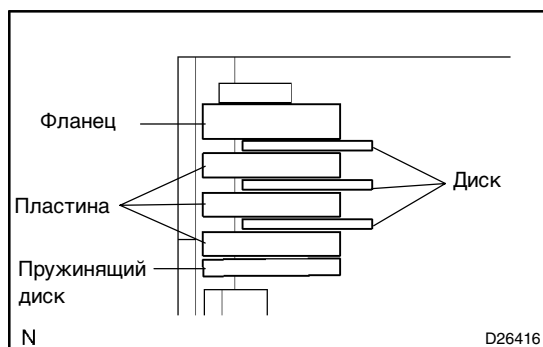 Фланец
Диск
Пластина
Пружинящий
диск
N
D26416